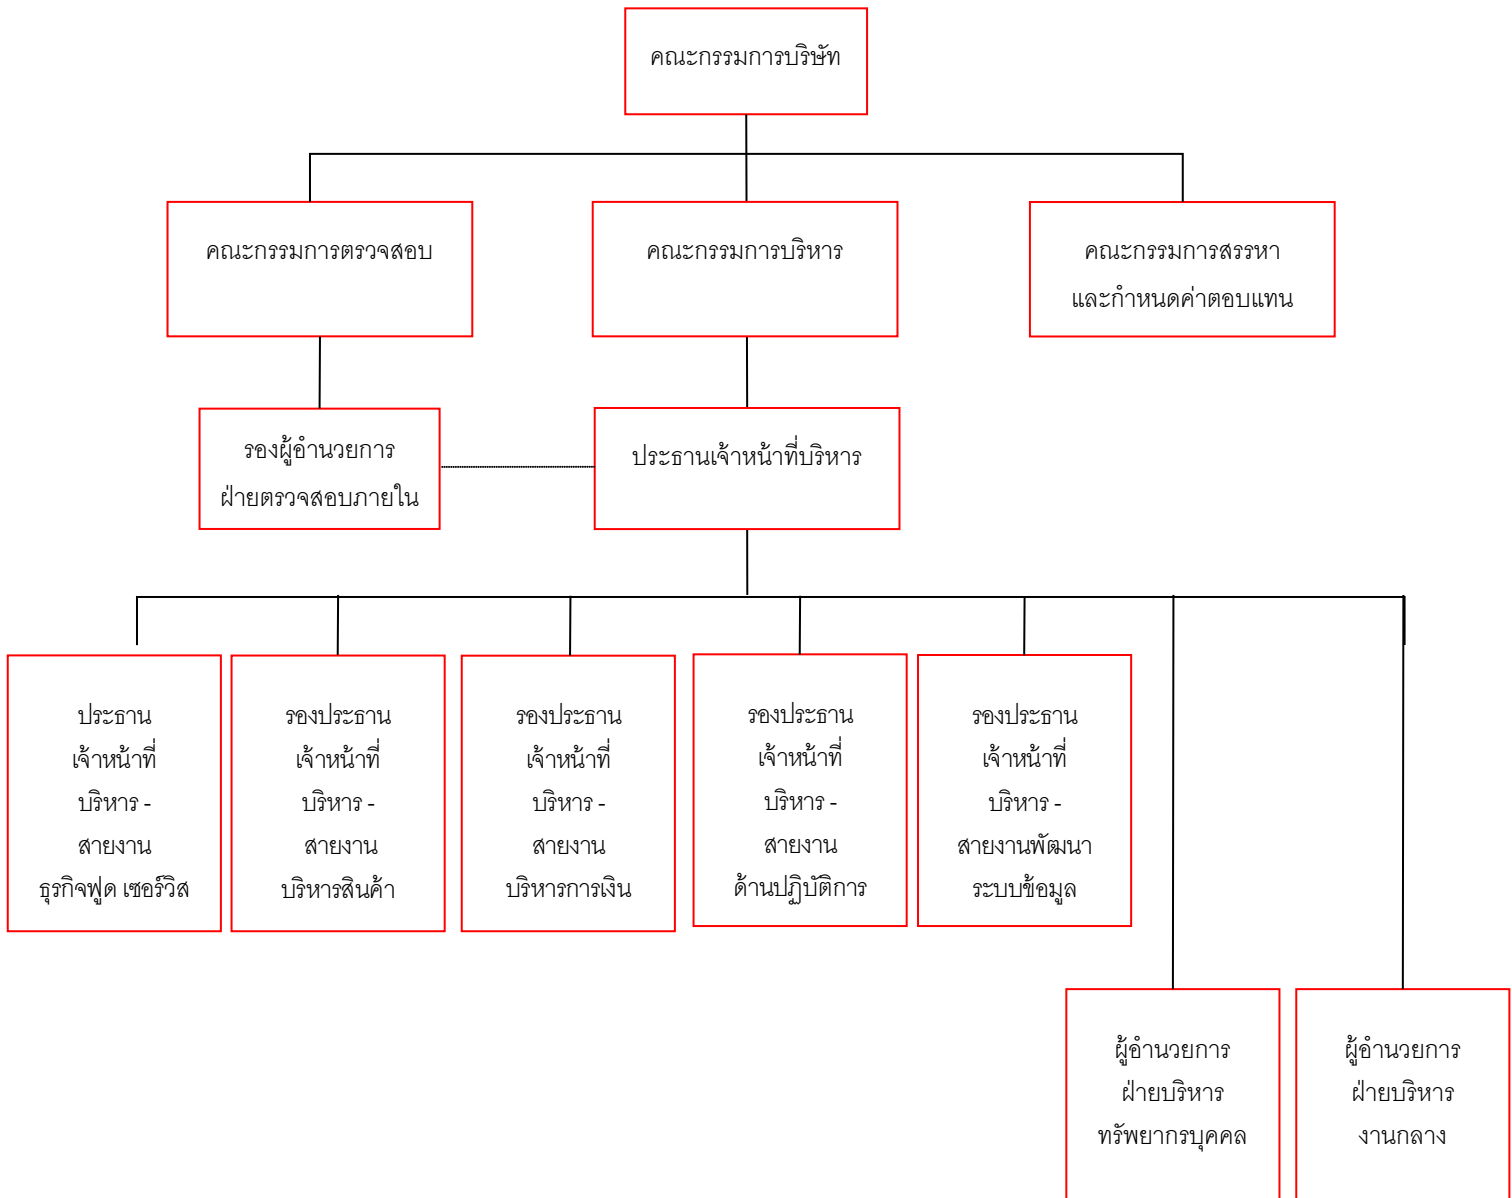 คณะกรรมการบริษัท
คณะกรรมการตรวจสอบ
คณะกรรมการบริหาร
คณะกรรมการสรรหา
และกำหนดค่าตอบแทน
รองผู้อำนวยการ
ฝ่ายตรวจสอบภายใน
ประธานเจ้าหน้าที่บริหาร
ประธาน
เจ้าหน้าที่
บริหาร -
สายงาน
ธุรกิจฟูด เซอร์วิส
รองประธาน
เจ้าหน้าที่
บริหาร -
สายงาน
บริหารสินค้า
รองประธาน
เจ้าหน้าที่
บริหาร -
สายงาน
บริหารการเงิน
รองประธาน
เจ้าหน้าที่
บริหาร -
สายงาน
ด้านปฏิบัติการ
รองประธาน
เจ้าหน้าที่
บริหาร -
สายงานพัฒนา
ระบบข้อมูล
ผู้อำนวยการ
ฝ่ายบริหาร
ทรัพยากรบุคคล
ผู้อำนวยการ
ฝ่ายบริหาร
งานกลาง